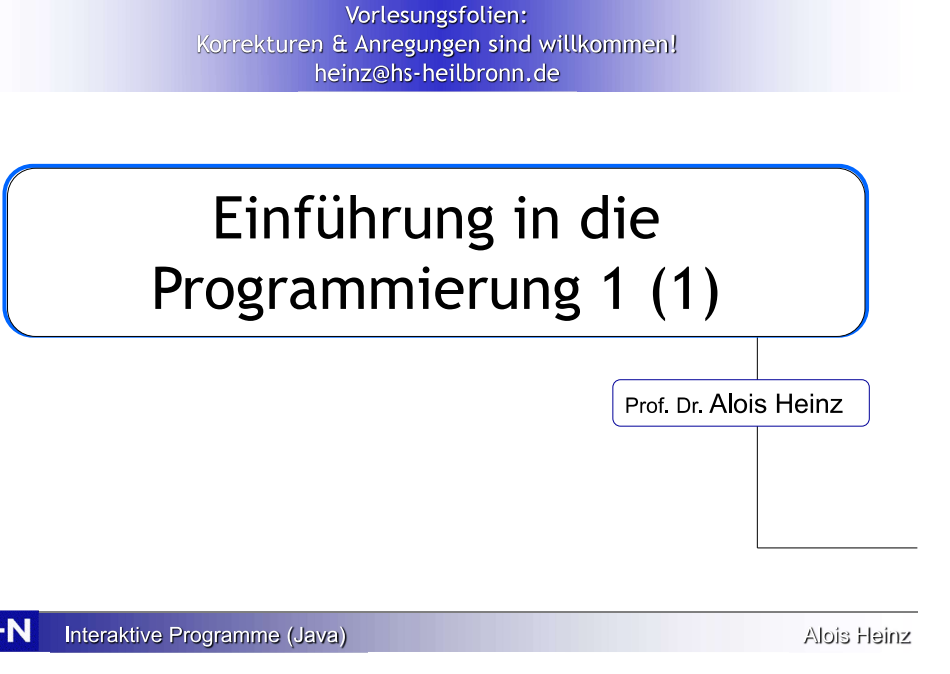 Vorlesungsfolien:
Korrekturen & Anregungen sind willkommen!
heinz@hs-heilbronn.de
Einführung in die
Programmierung 1 (1)
Prof. Dr. Alois Heinz
-N Interaktive Programme (Java) Alois Heinz